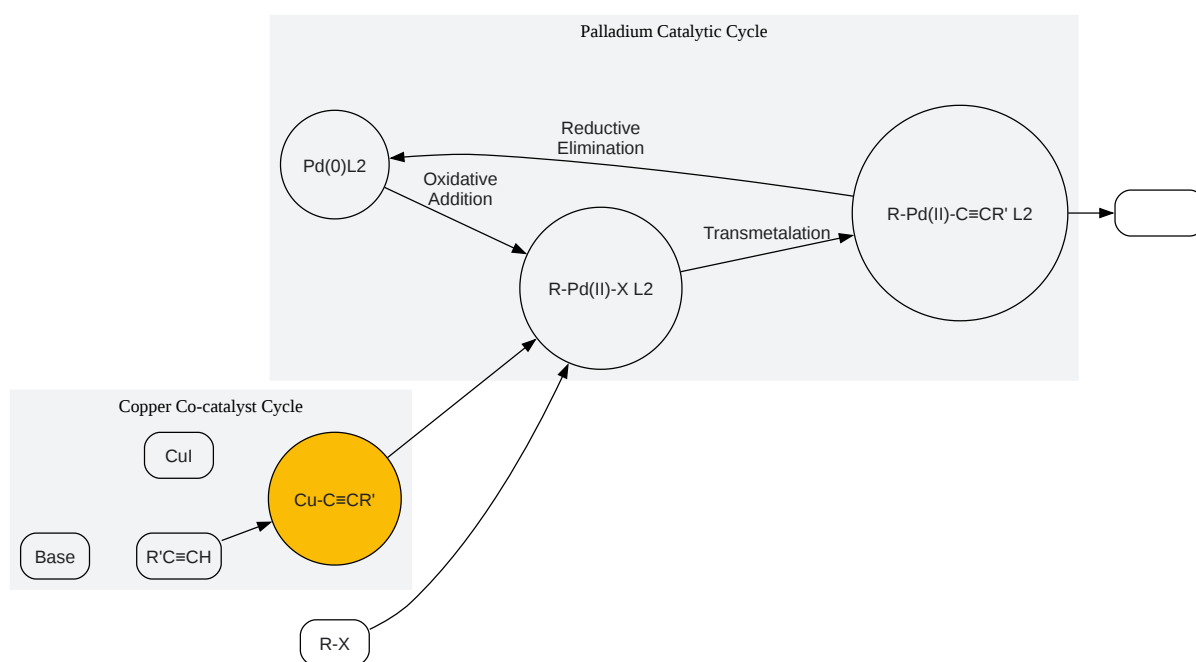 Palladium Catalytic Cycle
Reductive
Elimination
Pd(0)L2
Oxidative
Addition
R-Pd(II)-C≡CR' L2
Transmetalation
R-Pd(II)-X L2
Copper Co-catalyst Cycle
CuI
Cu-C≡CR'
Base
R'C≡CH
R-X